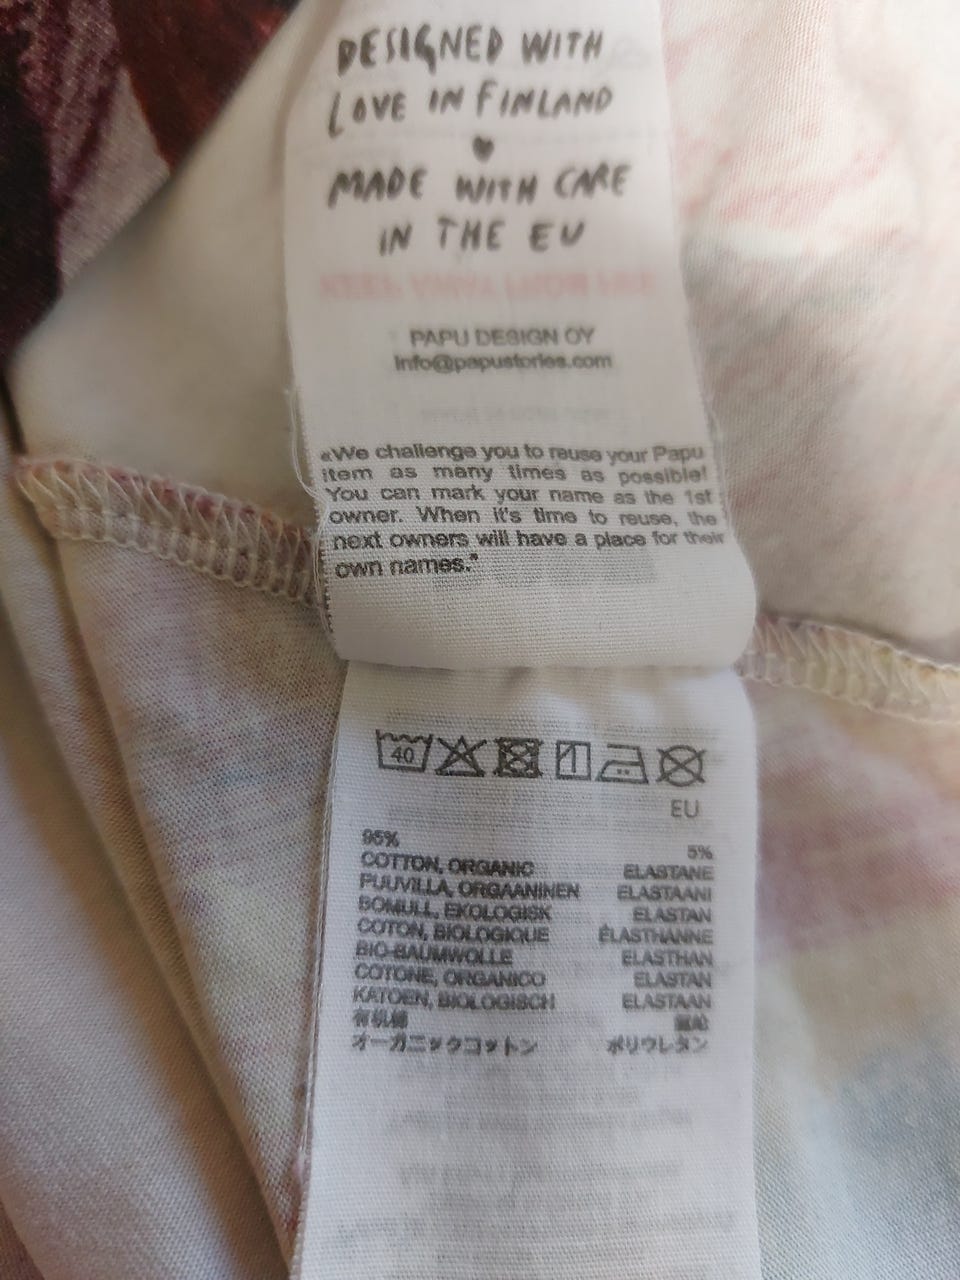 DESIGNED WITH
LOVE IN FINLAND
MADE WITH CARE
IN THE EU
PAPU DESIGN OY
info@papustories.com
«We challenge you to reuse your Papu
item as many times as possible!
You can mark your name as the 1st
owner. When it's time to reuse, the
next owners will have a place for their
own names."
40
EU
95%
5%
COTTON, ORGANIC ELASTANE
PUUVILLA, ORGAANINEN ELASTAANI
BOMULL, EKOLOGISK ELASTAN
COTON, BIOLOGIQUE ÉLASTHANNE
BIO-BAUMWOLLE ELASTHAN
COTONE, ORGANICO ELASTAN
KATOEN, BIOLOGISCH ELASTAAN
有机棉
オーガニックコットン ポリウレタン